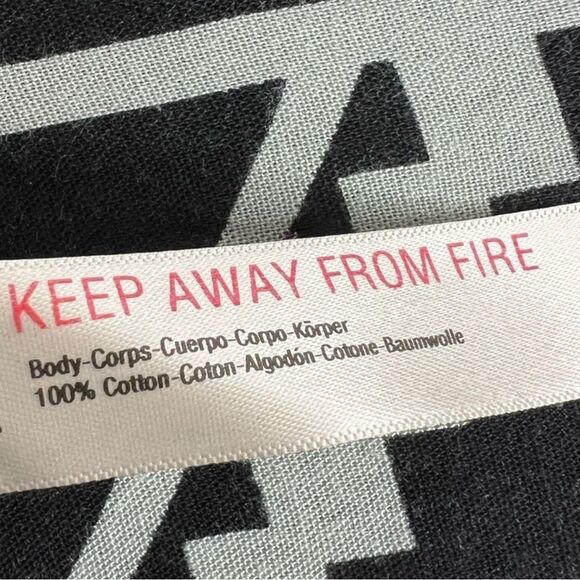 KEEP AWAY FROM FIRE
Body-Corps-Cuerpo-Corpo-Körper
100% Cotton-Coton-Algodón-Cotone-Baumwolle